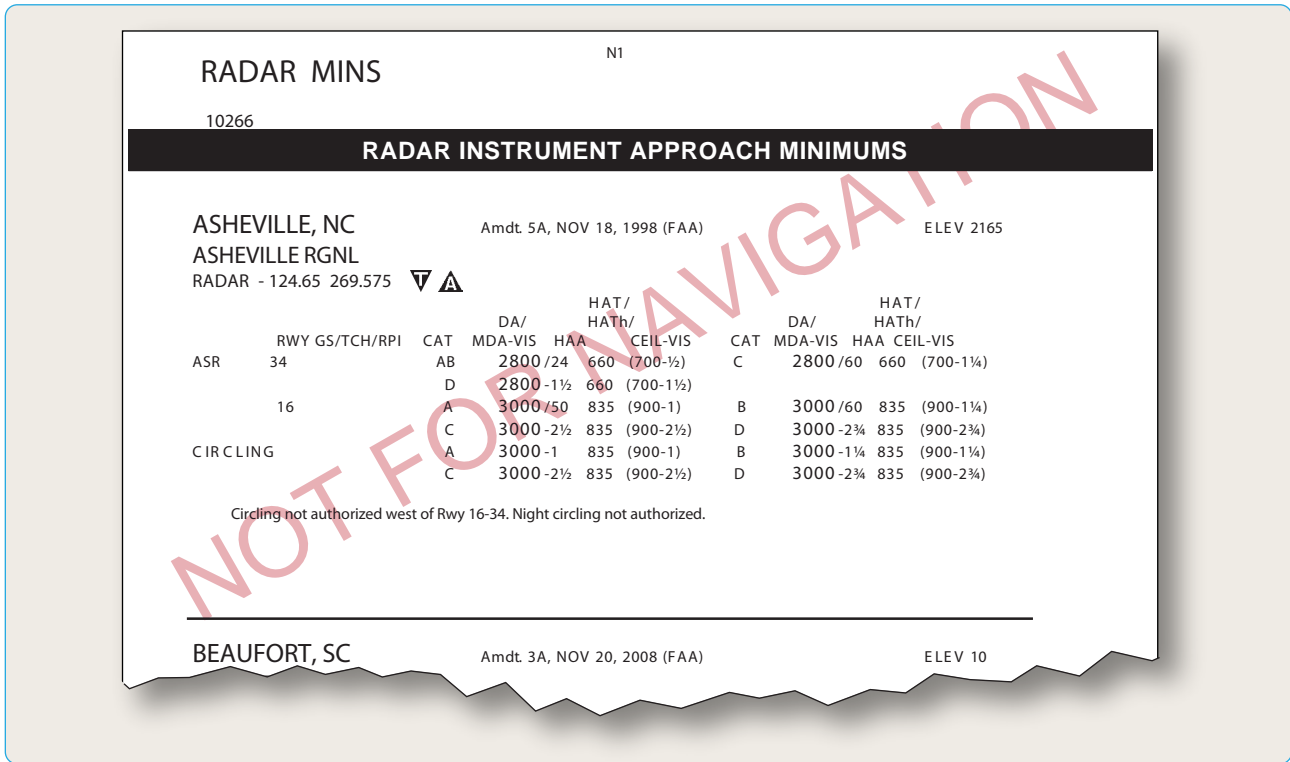 N1
RADAR MINS
10266
RADAR INSTRUMENT APPROACH MINIMUMS
ASHEVILLE, NC Amdt. 5A, NOV 18, 1998 (FAA) ELEV 2165
ASHEVILLE RGNL
RADAR - 124.65 269.575 T A
HAT/ HAT/
DA/ HATh/ DA/ HATh/
RWY GS/TCH/RPI CAT MDA-VIS HAA CEIL-VIS CAT MDA-VIS HAA CEIL-VIS
ASR 34 AB 2800/24 660 (700-½) C 2800/60 660 (700-1¼)
D 2800-1½ 660 (700-1½)
16 A 3000/50 835 (900-1) B 3000/60 835 (900-1¼)
C 3000-2½ 835 (900-2½) D 3000-2¾ 835 (900-2¾)
CIRCLING A 3000-1 835 (900-1) B 3000-1¼ 835 (900-1¼)
C 3000-2½ 835 (900-2½) D 3000-2¾ 835 (900-2¾)
Circling not authorized west of Rwy 16-34. Night circling not authorized.
BEAUFORT, SC Amdt. 3A, NOV 20, 2008 (FAA) ELEV 10
NOT FOR NAVIGATION